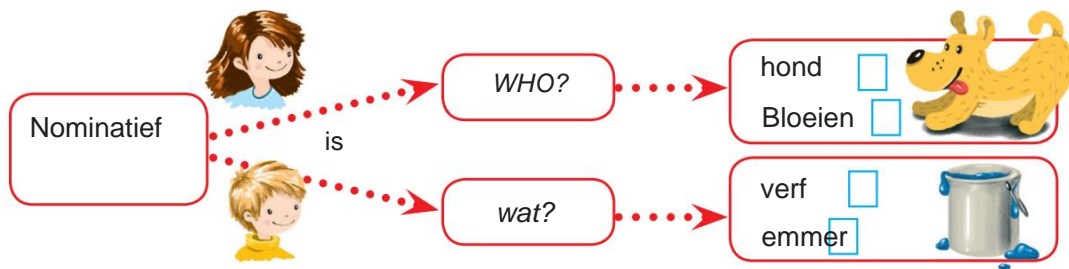 Nominatief
is
WHO?
wat?
hond
Bloeien
verf
emmer